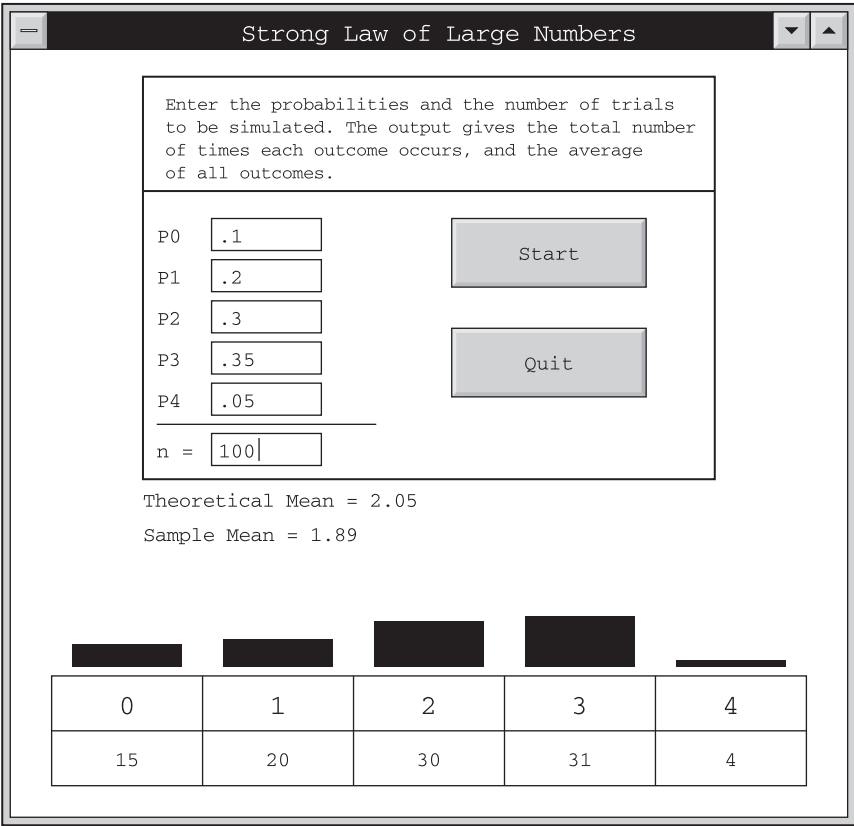 Strong Law of Large Numbers
Enter the probabilities and the number of trials
to be simulated. The output gives the total number
of times each outcome occurs, and the average
of all outcomes.
P0 .1
P1 .2
P2 .3
P3 .35
P4 .05
n = 100
Start
Quit
Theoretical Mean = 2.05
Sample Mean = 1.89
0 1 2 3 4
15 20 30 31 4